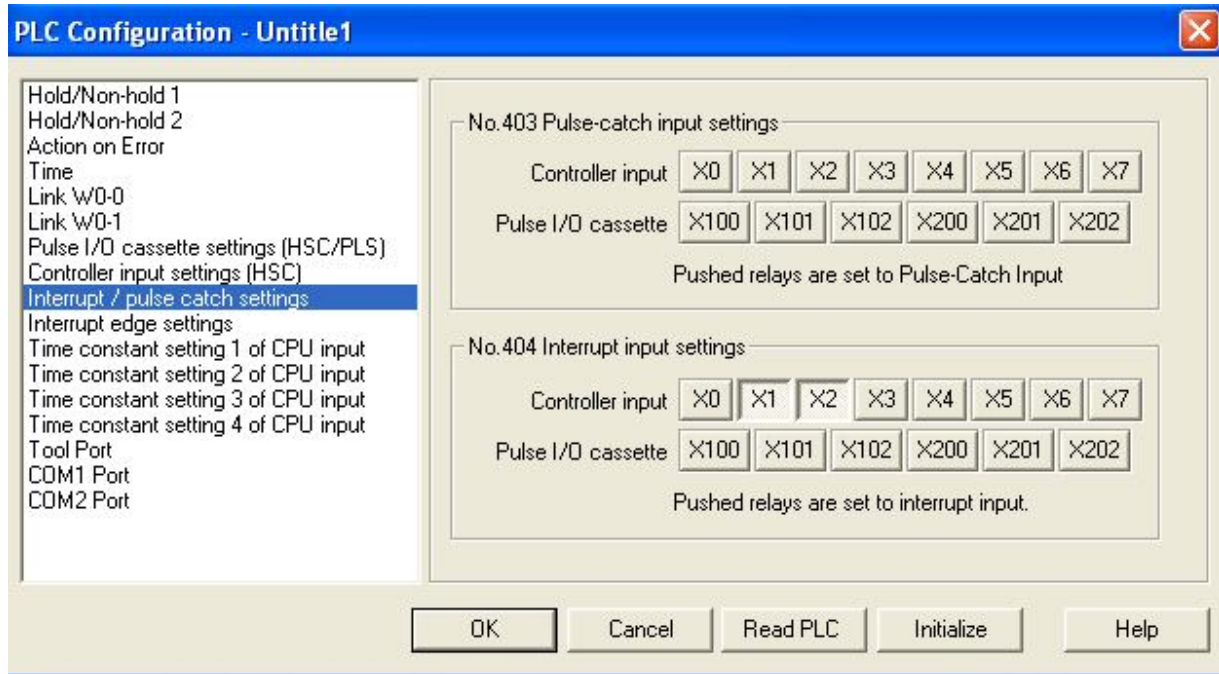 PLC Configuration - Untitle1
Hold/Non-hold 1
Hold/Non-hold 2
Action on Error
Time
Link W0-0
Link W0-1
Pulse I/O cassette settings (HSC/PLS)
Controller input settings (HSC)
Interrupt / pulse catch settings
Interrupt edge settings
Time constant setting 1 of CPU input
Time constant setting 2 of CPU input
Time constant setting 3 of CPU input
Time constant setting 4 of CPU input
Tool Port
COM1 Port
COM2 Port
No.403 Pulse-catch input settings
Controller input X0 X1 X2 X3 X4 X5 X6 X7
Pulse I/O cassette X100 X101 X102 X200 X201 X202
Pushed relays are set to Pulse-Catch Input
No.404 Interrupt input settings
Controller input X0 X1 X2 X3 X4 X5 X6 X7
Pulse I/O cassette X100 X101 X102 X200 X201 X202
Pushed relays are set to interrupt input.
OK Cancel Read PLC Initialize Help